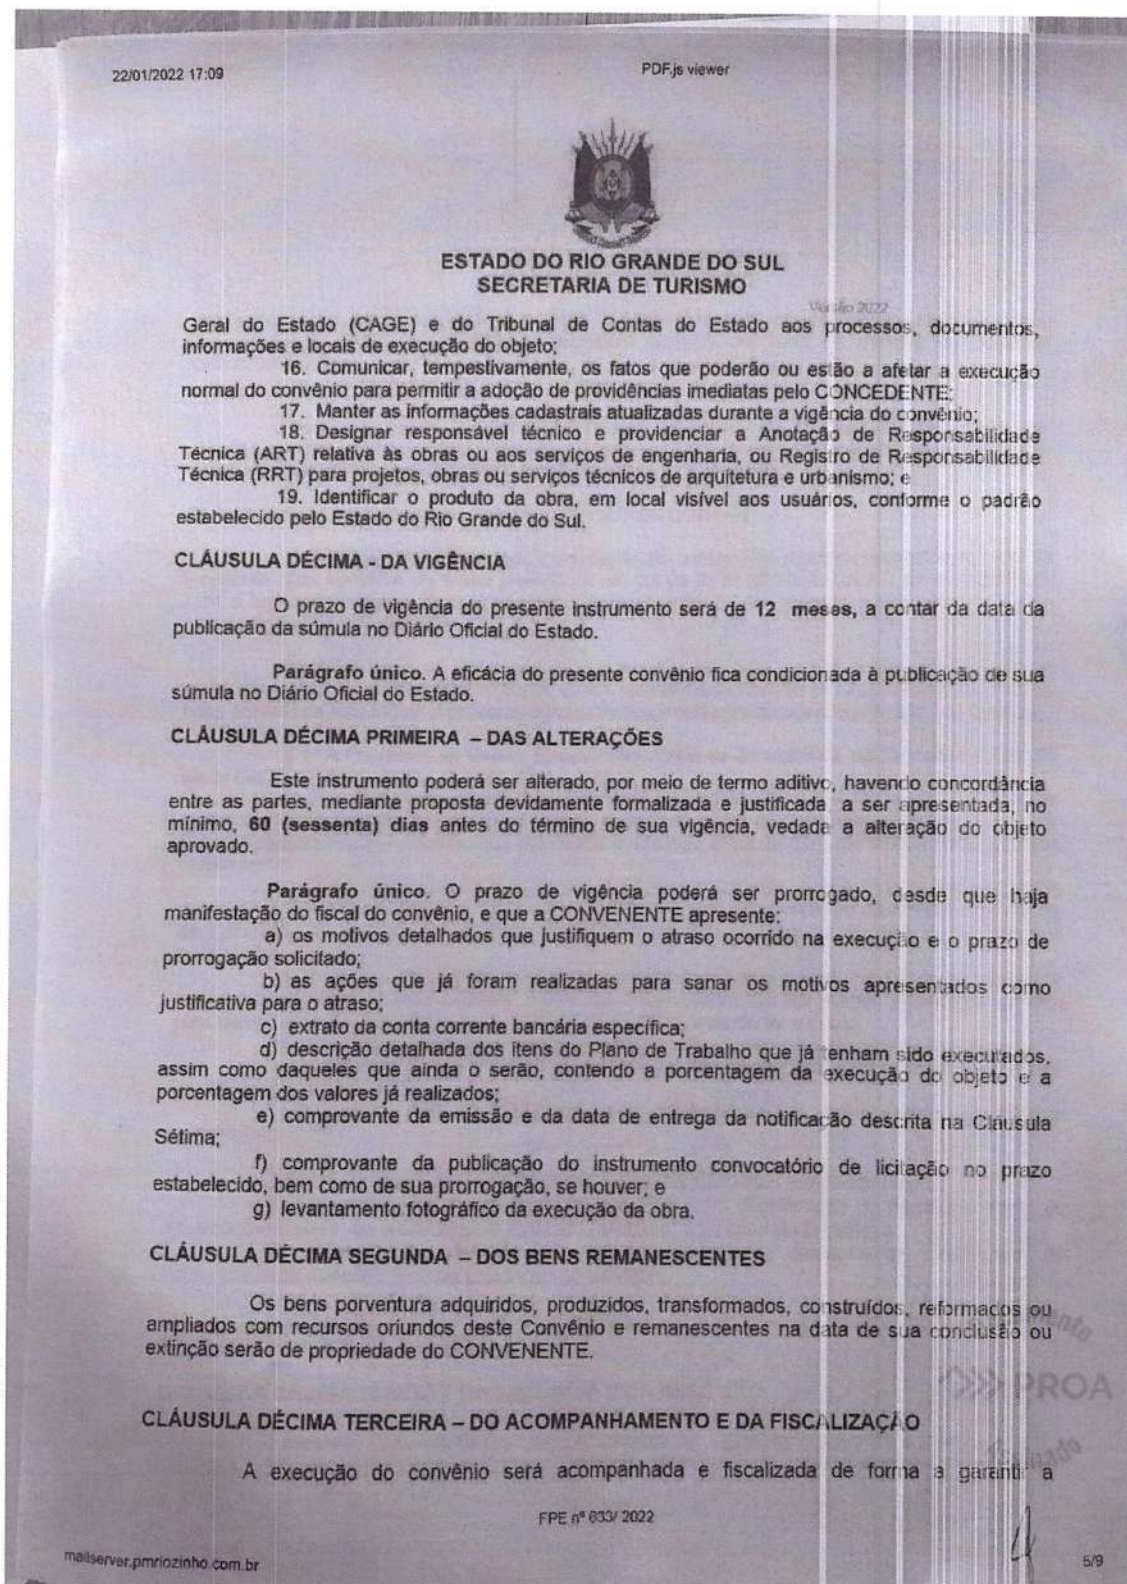 22/01/2022 17:09
PDF.js viewer
ESTADO DO RIO GRANDE DO SUL
SECRETARIA DE TURISMO
Versão 2022
Geral do Estado (CAGE) e do Tribunal de Contas do Estado aos processos, documentos,
informações e locais de execução do objeto;
16. Comunicar, tempestivamente, os fatos que poderão ou estão a afetar a execução
normal do convênio para permitir a adoção de providências imediatas pelo CONCEDENTE;
17. Manter as informações cadastrais atualizadas durante a vigência do convênio;
18. Designar responsável técnico e providenciar a Anotação de Responsabilidade
Técnica (ART) relativa às obras ou aos serviços de engenharia, ou Registro de Responsabilidade
Técnica (RRT) para projetos, obras ou serviços técnicos de arquitetura e urbanismo; e
19. Identificar o produto da obra, em local visível aos usuários, conforme o padrão
estabelecido pelo Estado do Rio Grande do Sul.
CLÁUSULA DÉCIMA - DA VIGÊNCIA
O prazo de vigência do presente instrumento será de 12 meses, a contar da data da
publicação da súmula no Diário Oficial do Estado.
Parágrafo único. A eficácia do presente convênio fica condicionada à publicação de sua
súmula no Diário Oficial do Estado.
CLÁUSULA DÉCIMA PRIMEIRA – DAS ALTERAÇÕES
Este instrumento poderá ser alterado, por meio de termo aditivo, havendo concordância
entre as partes, mediante proposta devidamente formalizada e justificada a ser apresentada, no
mínimo, 60 (sessenta) dias antes do término de sua vigência, vedada a alteração do objeto
aprovado.
Parágrafo único. O prazo de vigência poderá ser prorrogado, desde que haja
manifestação do fiscal do convênio, e que a CONVENENTE apresente:
a) os motivos detalhados que justifiquem o atraso ocorrido na execução e o prazo de
prorrogação solicitado;
b) as ações que já foram realizadas para sanar os motivos apresentados como
justificativa para o atraso;
c) extrato da conta corrente bancária específica;
d) descrição detalhada dos itens do Plano de Trabalho que já tenham sido executados,
assim como daqueles que ainda o serão, contendo a porcentagem da execução do objeto e a
porcentagem dos valores já realizados;
e) comprovante da emissão e da data de entrega da notificação descrita na Cláusula
Sétima;
f) comprovante da publicação do instrumento convocatório de licitação no prazo
estabelecido, bem como de sua prorrogação, se houver; e
g) levantamento fotográfico da execução da obra.
CLÁUSULA DÉCIMA SEGUNDA – DOS BENS REMANESCENTES
Os bens porventura adquiridos, produzidos, transformados, construídos, reformados ou
ampliados com recursos oriundos deste Convênio e remanescentes na data de sua conclusão ou
extinção serão de propriedade do CONVENENTE.
PROA
CLÁUSULA DÉCIMA TERCEIRA – DO ACOMPANHAMENTO E DA FISCALIZAÇÃO
A execução do convênio será acompanhada e fiscalizada de forma a garantir a
FPE nº 633/ 2022
mailserver.pmriozinho.com.br
5/9